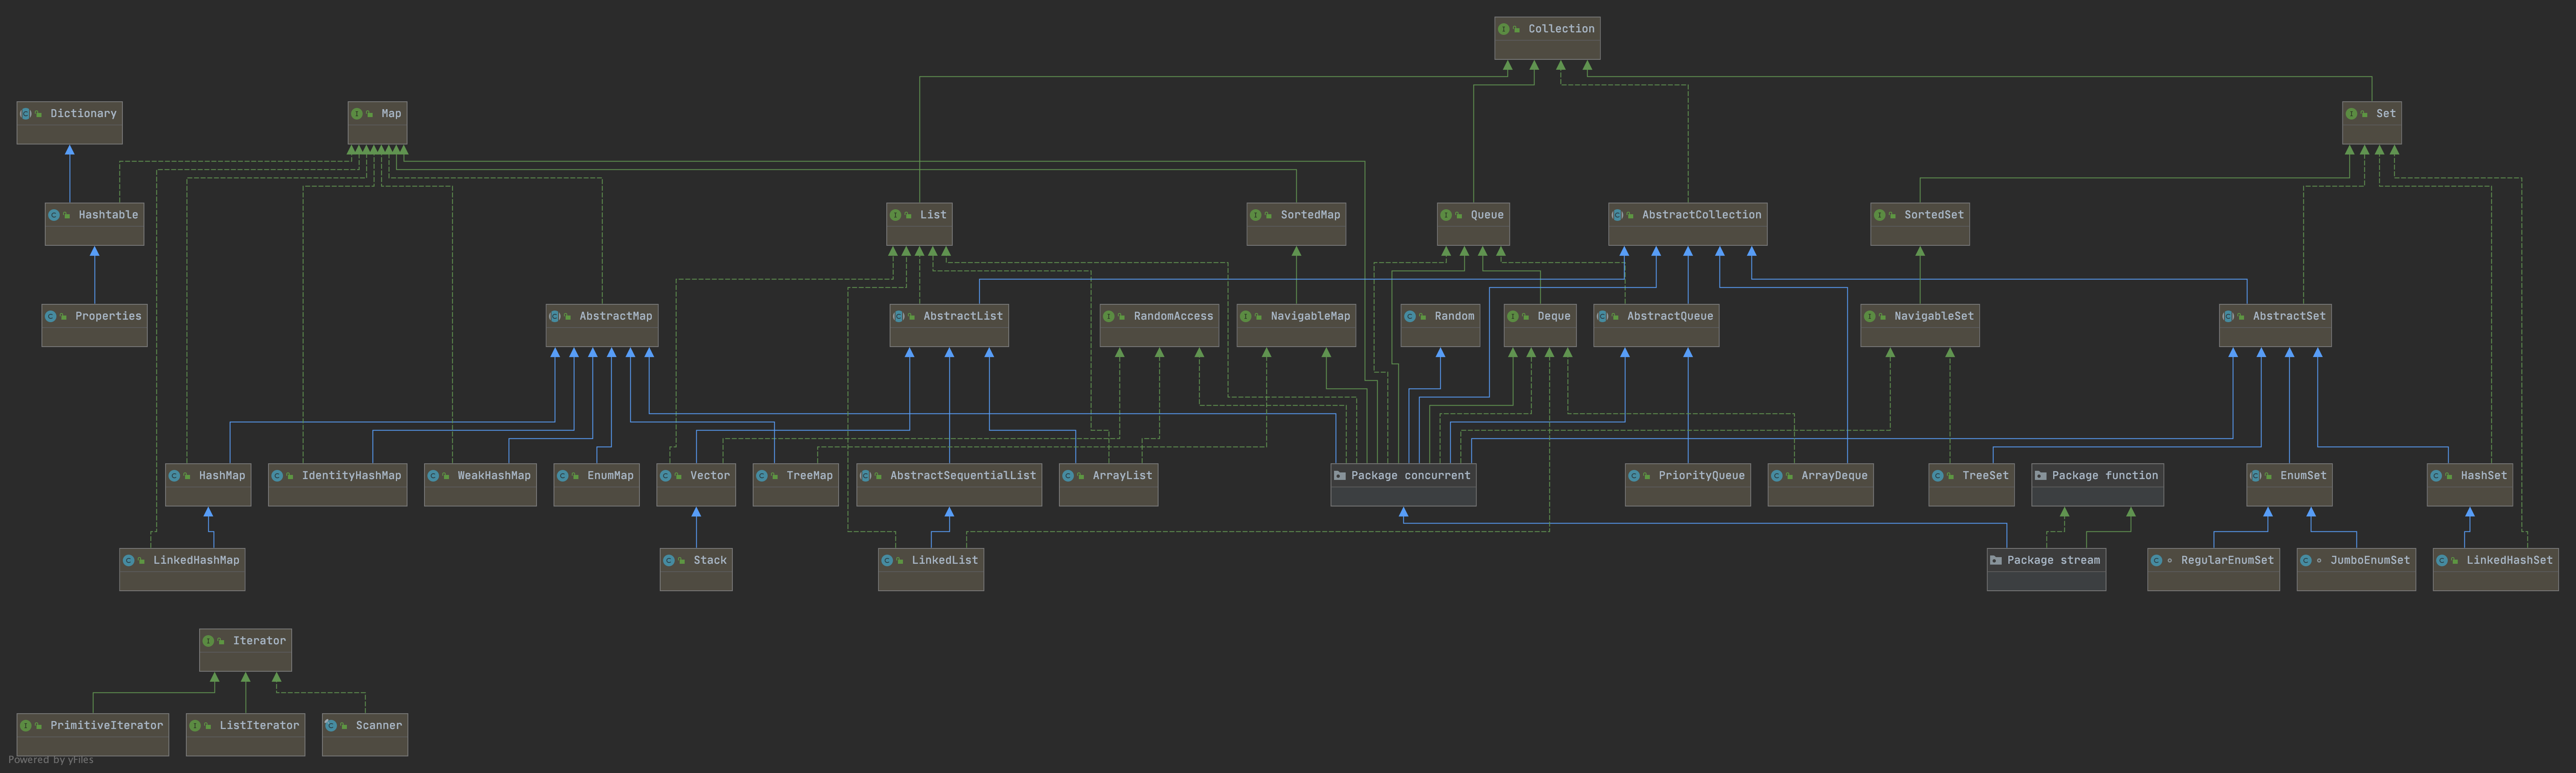 Collection
Dictionary
Map
Set
Hashtable
List
SortedMap
Queue
AbstractCollection
SortedSet
Properties
AbstractMap
AbstractList
RandomAccess
NavigableMap
Random
Deque
AbstractQueue
NavigableSet
AbstractSet
HashMap
IdentityHashMap
WeakHashMap
EnumMap
Vector
TreeMap
AbstractSequentialList
ArrayList
Package concurrent
PriorityQueue
ArrayDeque
TreeSet
Package function
EnumSet
HashSet
LinkedHashMap
Stack
LinkedList
Package stream
RegularEnumSet
JumboEnumSet
LinkedHashSet
Iterator
PrimitiveIterator
ListIterator
Scanner
Powered by yFiles